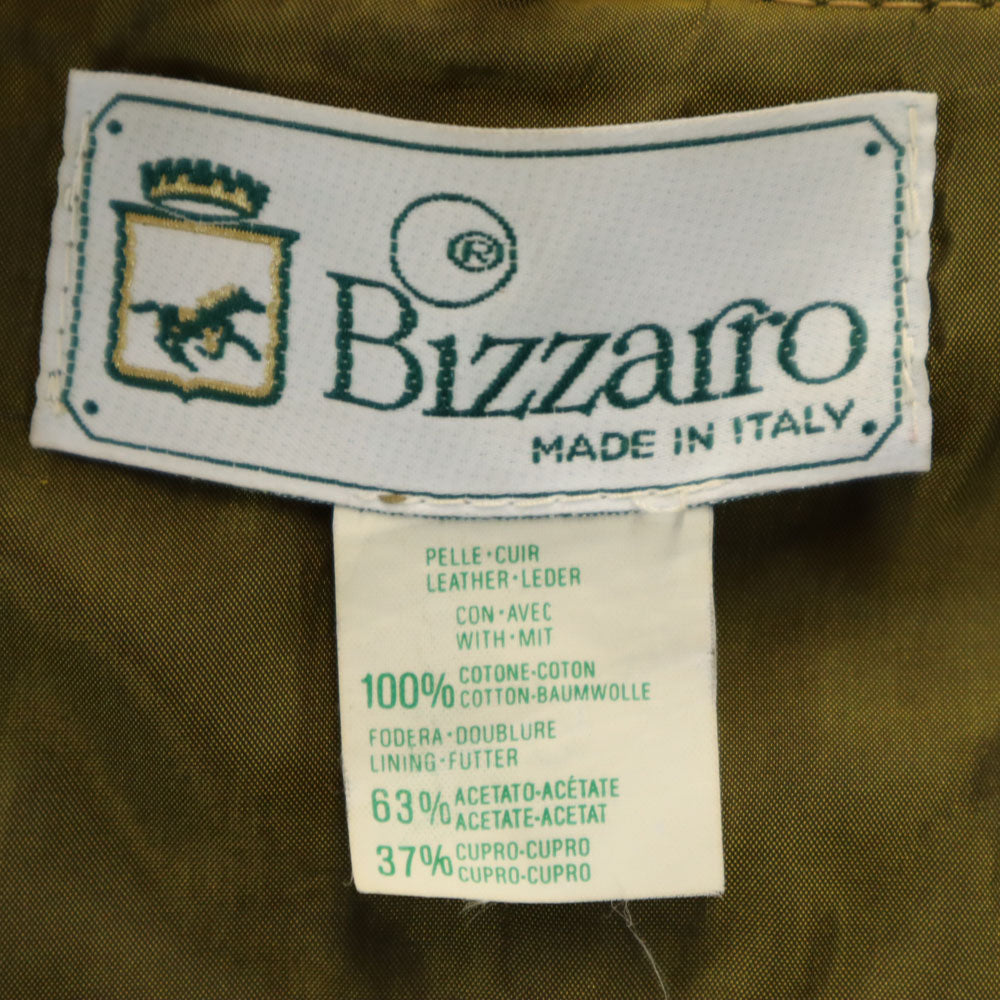 ®
Bizzarro
MADE IN ITALY
PELLE·CUIR
LEATHER·LEDER
CON·AVEC
WITH·MIT
100% COTONE-COTON
COTTON-BAUMWOLLE
FODERA·DOUBLURE
LINING·FUTTER
63% ACETATO-ACÉTATE
ACETATE-ACETAT
37% CUPRO-CUPRO
CUPRO-CUPRO